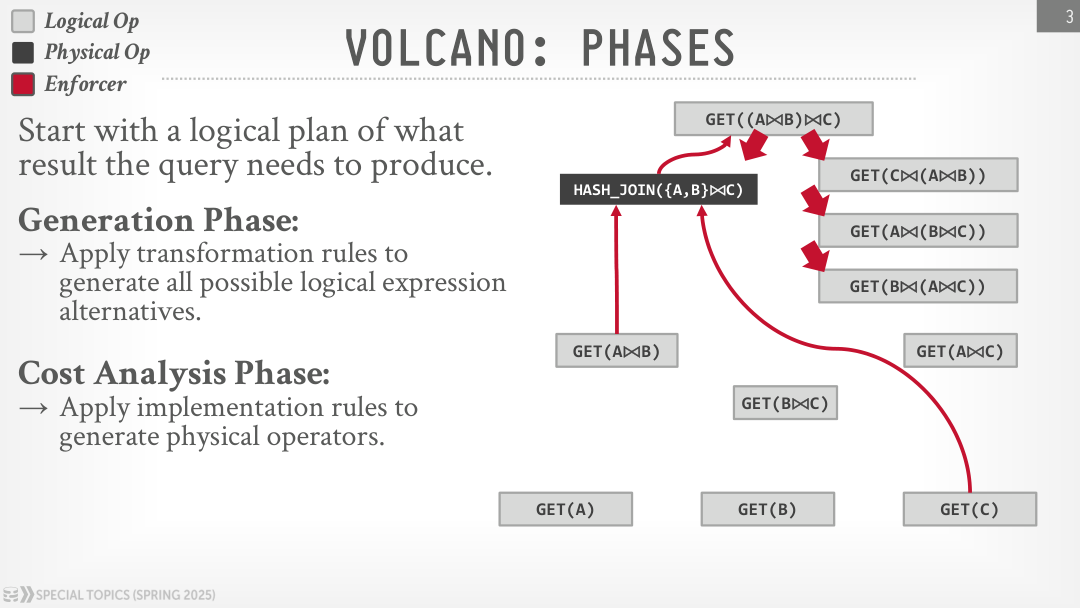 Logical Op
Physical Op
Enforcer
VOLCANO: PHASES
3
Start with a logical plan of what
result the query needs to produce.
Generation Phase:
→ Apply transformation rules to
generate all possible logical expression
alternatives.
Cost Analysis Phase:
→ Apply implementation rules to
generate physical operators.
GET((A⋈B)⋈C)
GET(C⋈(A⋈B))
HASH_JOIN({A,B}⋈C)
GET(A⋈(B⋈C))
GET(B⋈(A⋈C))
GET(A⋈B)
GET(A⋈C)
GET(B⋈C)
GET(A)
GET(B)
GET(C)
SPECIAL TOPICS (SPRING 2025)